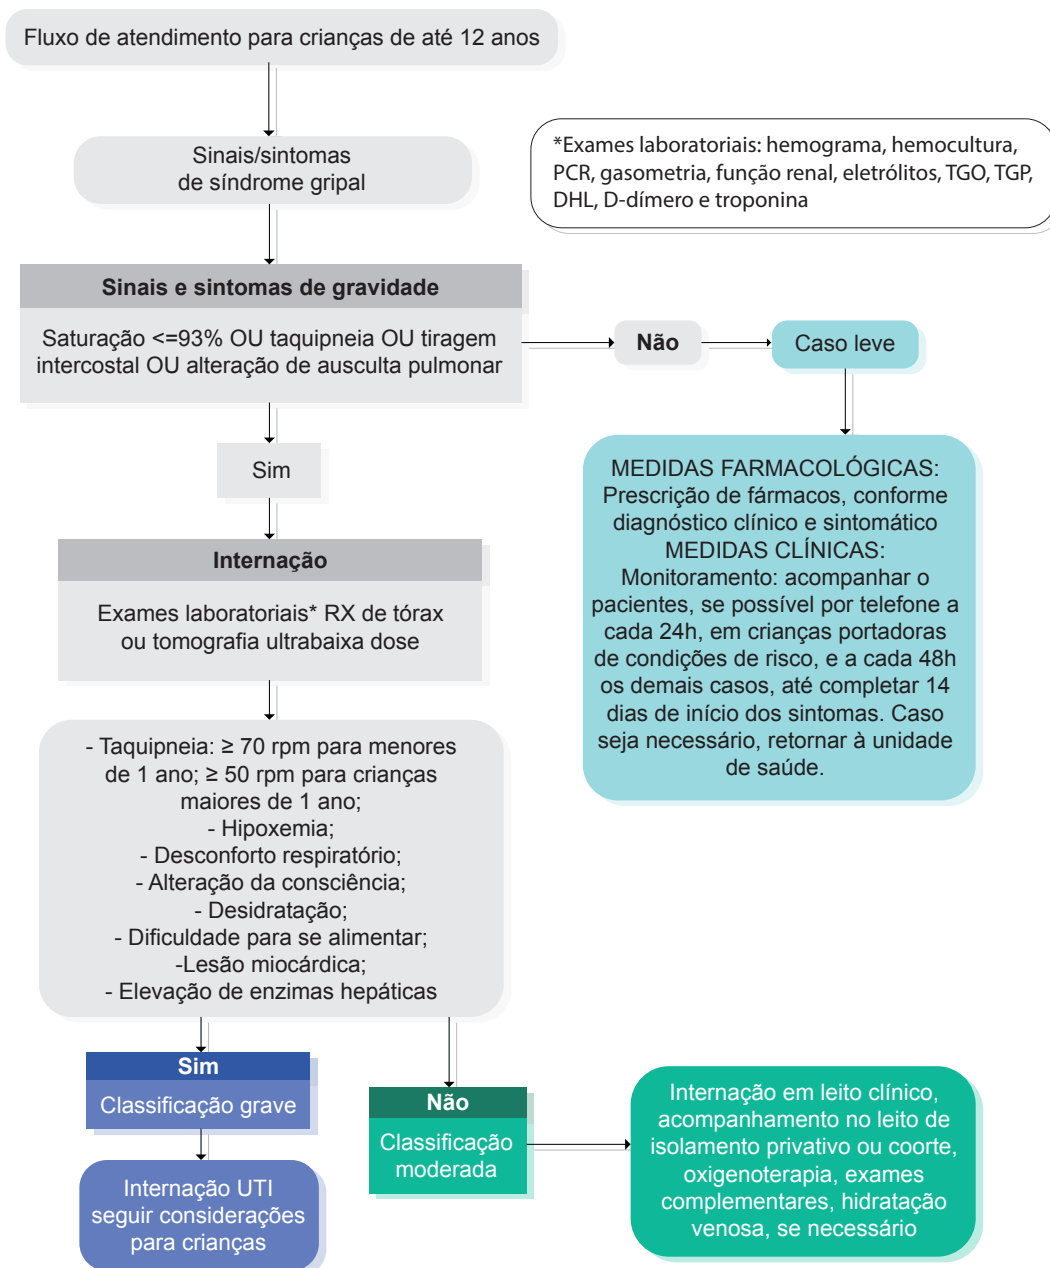 Fluxo de atendimento para crianças de até 12 anos
Sinais/sintomas
de síndrome gripal
*Exames laboratoriais: hemograma, hemocultura,
PCR, gasometria, função renal, eletrólitos, TGO, TGP,
DHL, D-dímero e troponina
Sinais e sintomas de gravidade
Saturação <=93% OU taquipneia OU tiragem
intercostal OU alteração de ausculta pulmonar
Não
Caso leve
Sim
MEDIDAS FARMACOLÓGICAS:
Prescrição de fármacos, conforme
diagnóstico clínico e sintomático
MEDIDAS CLÍNICAS:
Monitoramento: acompanhar o
pacientes, se possível por telefone a
cada 24h, em crianças portadoras
de condições de risco, e a cada 48h
os demais casos, até completar 14
dias de início dos sintomas. Caso
seja necessário, retornar à unidade
de saúde.
Internação
Exames laboratoriais* RX de tórax
ou tomografia ultrabaixa dose
- Taquipneia: ≥ 70 rpm para menores
de 1 ano; ≥ 50 rpm para crianças
maiores de 1 ano;
- Hipoxemia;
- Desconforto respiratório;
- Alteração da consciência;
- Desidratação;
- Dificuldade para se alimentar;
-Lesão miocárdica;
- Elevação de enzimas hepáticas
Sim
Classificação grave
Internação UTI
seguir considerações
para crianças
Não
Classificação
moderada
Internação em leito clínico,
acompanhamento no leito de
isolamento privativo ou coorte,
oxigenoterapia, exames
complementares, hidratação
venosa, se necessário